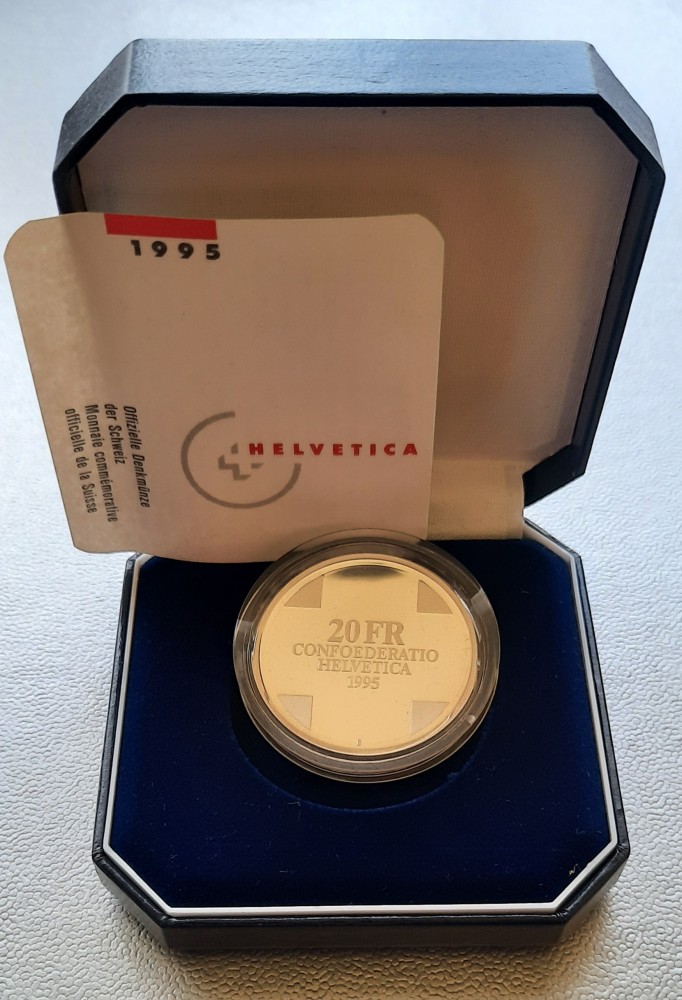 1995
HELVETICA
Offizielle Denkmünze
der Schweiz
Monnaie commémorative
officielle de la Suisse
20 FR
CONFOEDERATIO
HELVETICA
1995
B